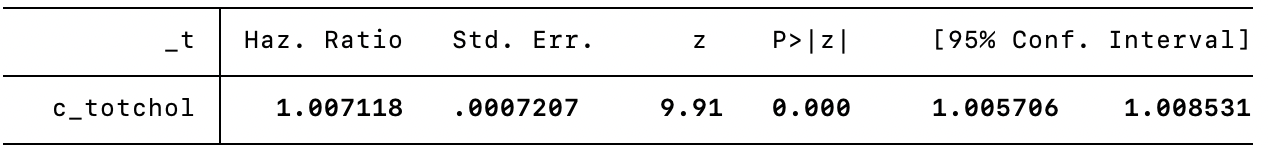 _t Haz. Ratio Std. Err. z P>|z| [95% Conf. Interval]
c_totchol 1.007118 .0007207 9.91 0.000 1.005706 1.008531